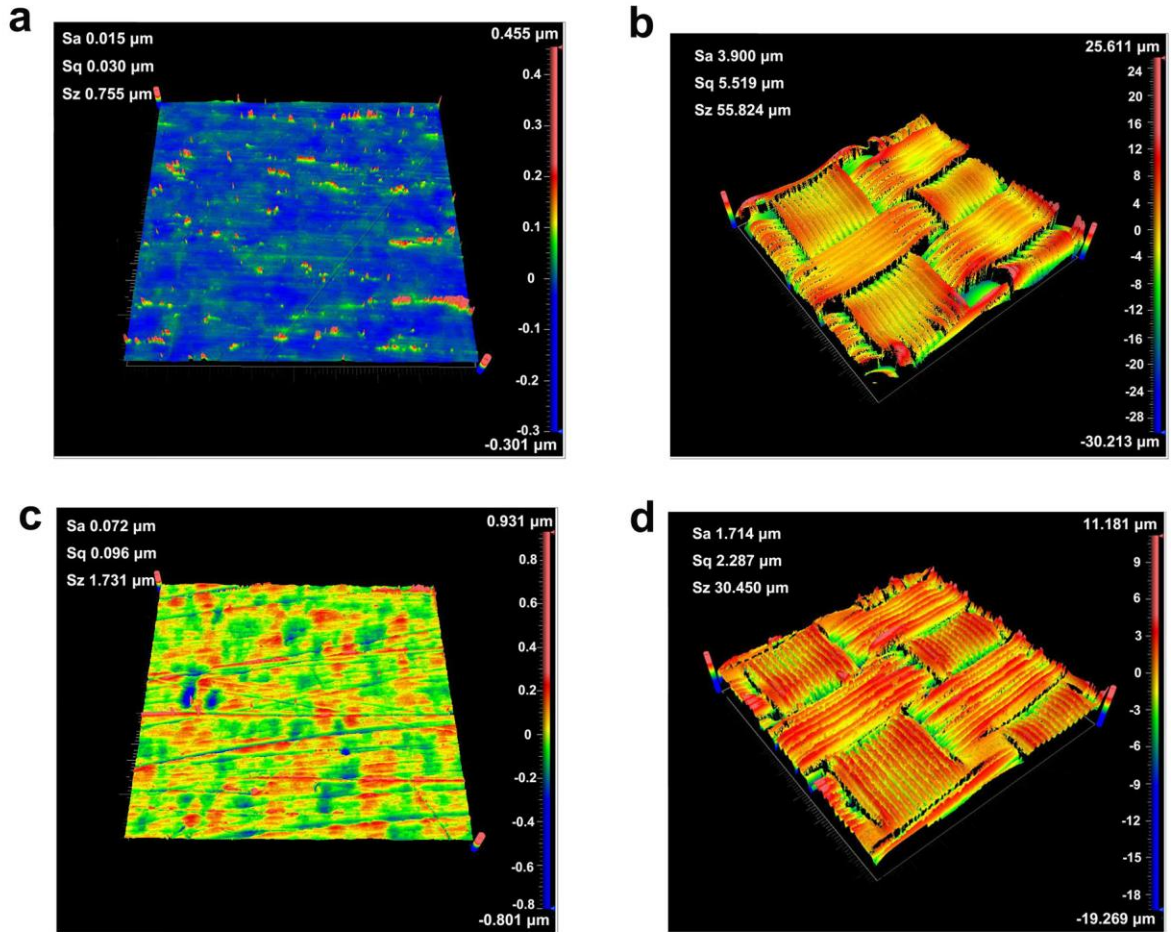 a
Sa 0.015 µm
Sq 0.030 µm
Sz 0.755 µm
0.455 µm
0.4
0.3
0.2
0.1
0
-0.1
-0.2
-0.3
-0.301 µm
b
Sa 3.900 µm
Sq 5.519 µm
Sz 55.824 µm
25.611 µm
24
20
16
12
8
4
0
-4
-8
-12
-16
-20
-24
-28
-30.213 µm
c
Sa 0.072 µm
Sq 0.096 µm
Sz 1.731 µm
0.931 µm
0.8
0.6
0.4
0.2
0
-0.2
-0.4
-0.6
-0.8
-0.801 µm
d
Sa 1.714 µm
Sq 2.287 µm
Sz 30.450 µm
11.181 µm
9
6
3
0
-3
-6
-9
-12
-15
-18
-19.269 µm